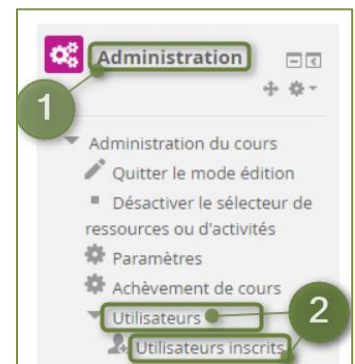 Administration
1
Administration du cours
Quitter le mode édition
Désactiver le sélecteur de
ressources ou d'activités
Paramètres
Achèvement de cours
Utilisateurs
2
Utilisateurs inscrits